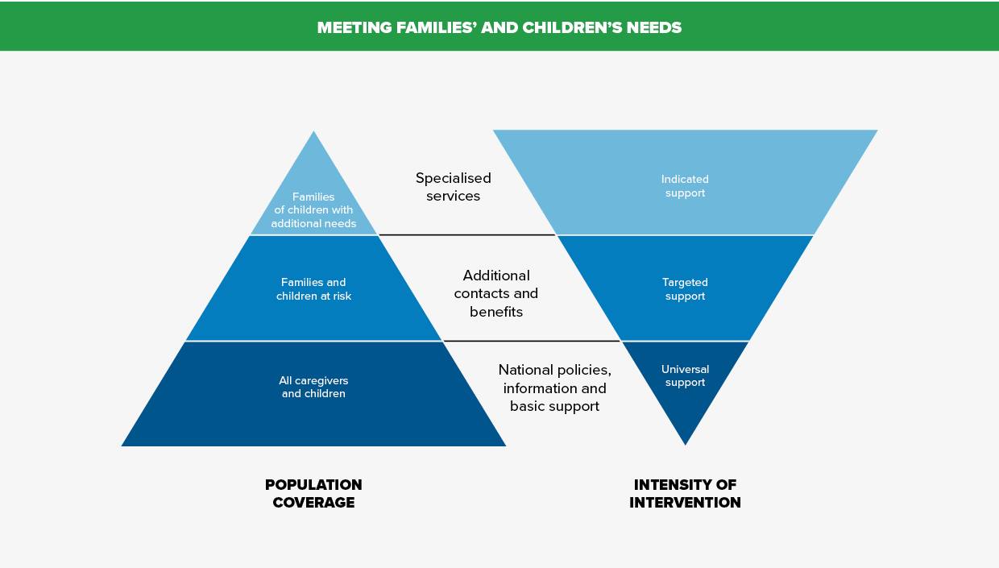 MEETING FAMILIES’ AND CHILDREN’S NEEDS
Families
of children with
additional needs
Specialised
services
Indicated
support
Families and
children at risk
Additional
contacts and
benefits
Targeted
support
All caregivers
and children
National policies,
information and
basic support
Universal
support
POPULATION
COVERAGE
INTENSITY OF
INTERVENTION